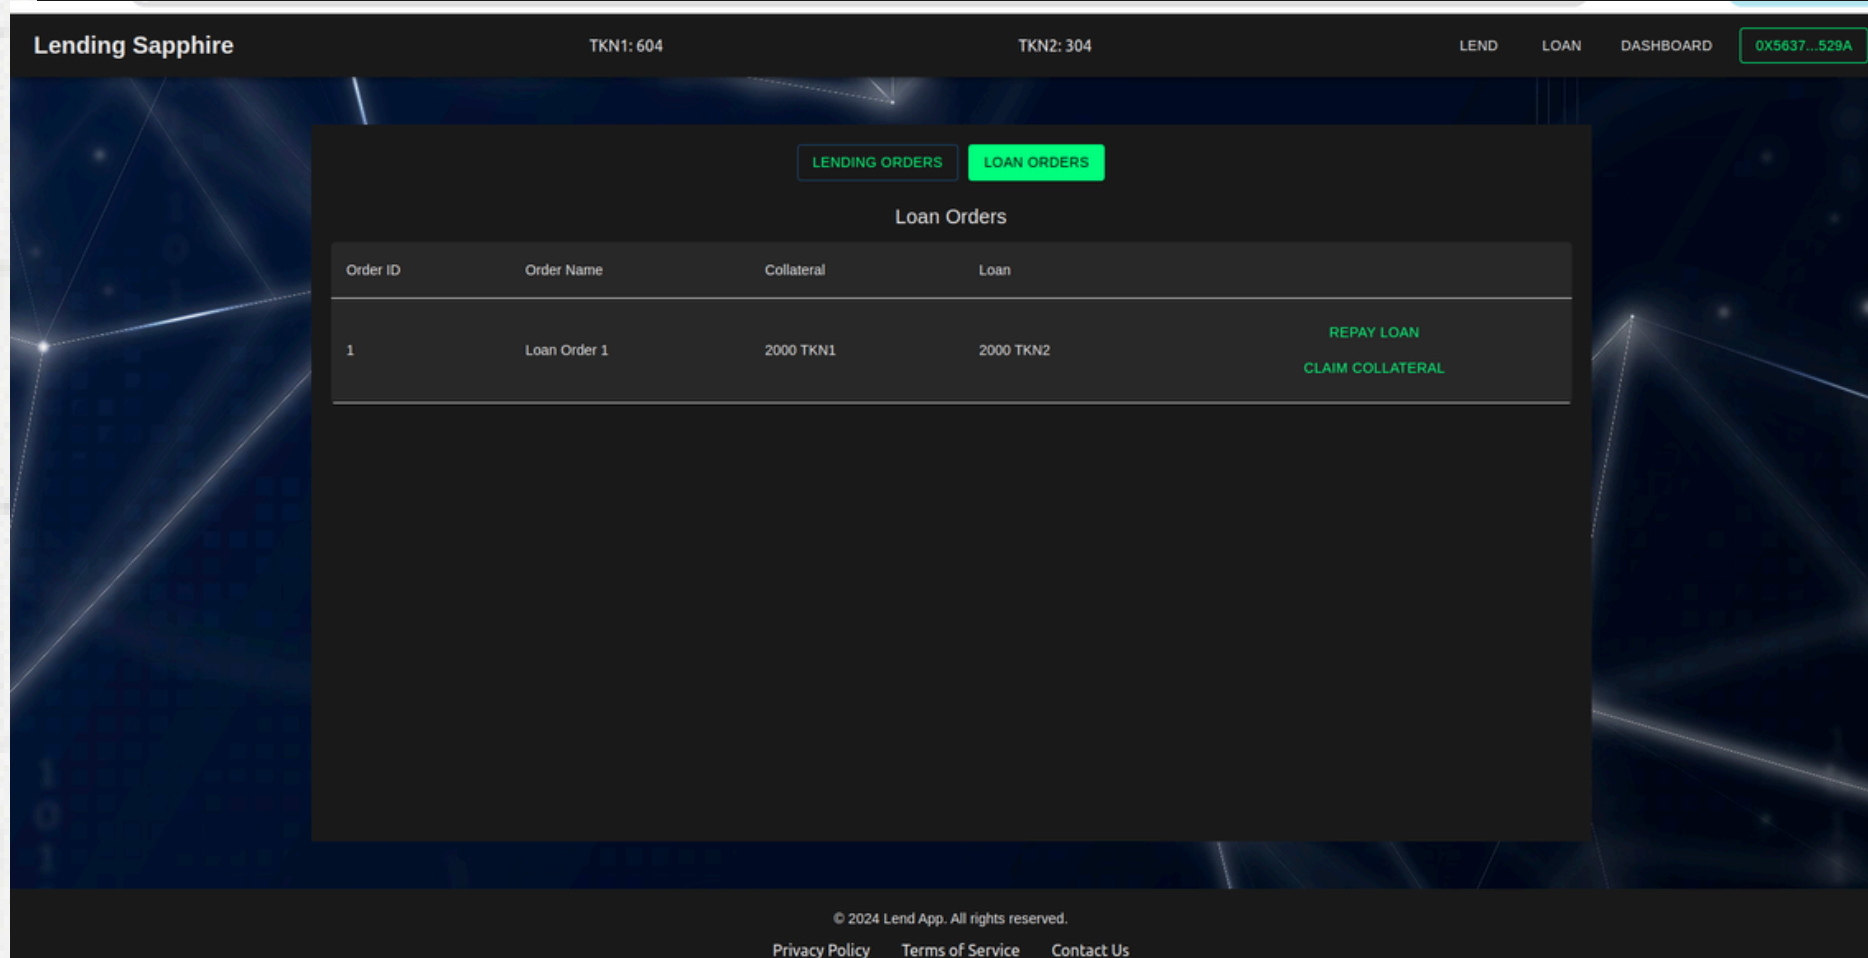 Lending Sapphire TKN1: 604 TKN2: 304 LEND LOAN DASHBOARD 0X5637...529A
LENDING ORDERS LOAN ORDERS
Loan Orders
Order ID Order Name Collateral Loan
1 Loan Order 1 2000 TKN1 2000 TKN2 REPAY LOAN
CLAIM COLLATERAL
© 2024 Lend App. All rights reserved.
Privacy Policy Terms of Service Contact Us